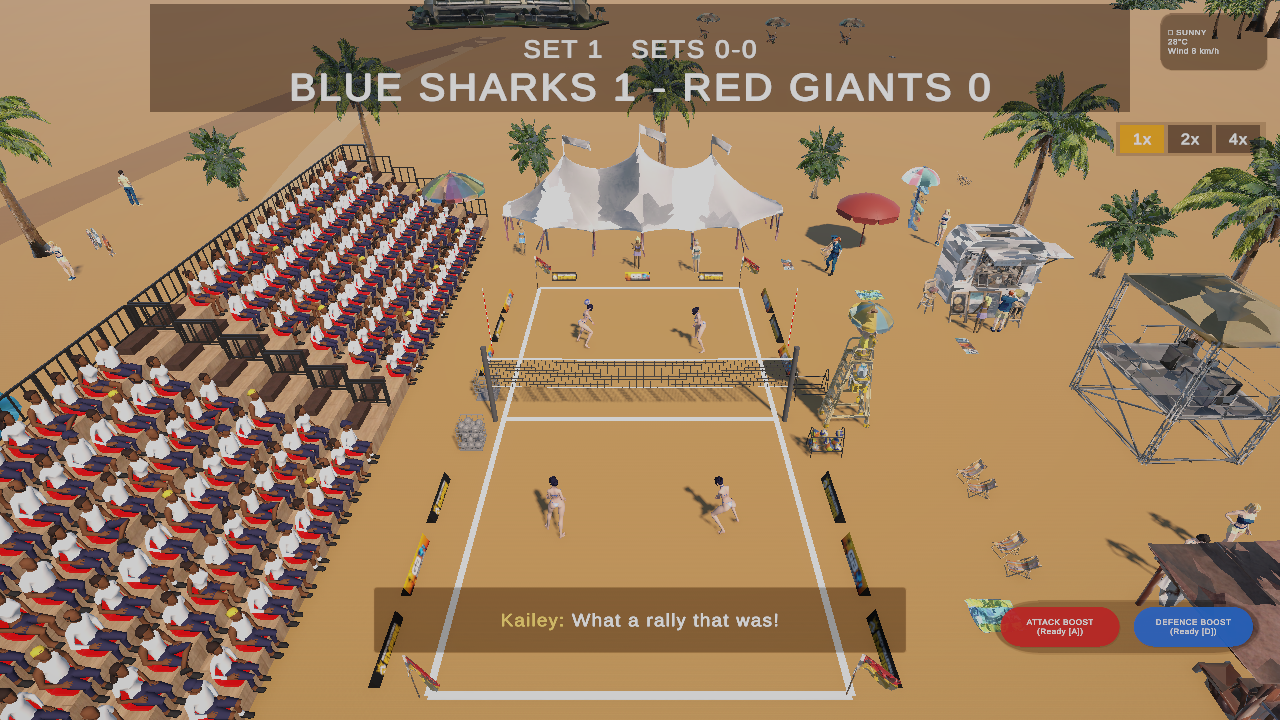 SET 1 SETS 0-0
BLUE SHARKS 1 - RED GIANTS 0
SUNNY
28°C
Wind 8 km/h
1x 2x 4x
Kailey: What a rally that was!
ATTACK BOOST
(Ready [A])
DEFENCE BOOST
(Ready [D])